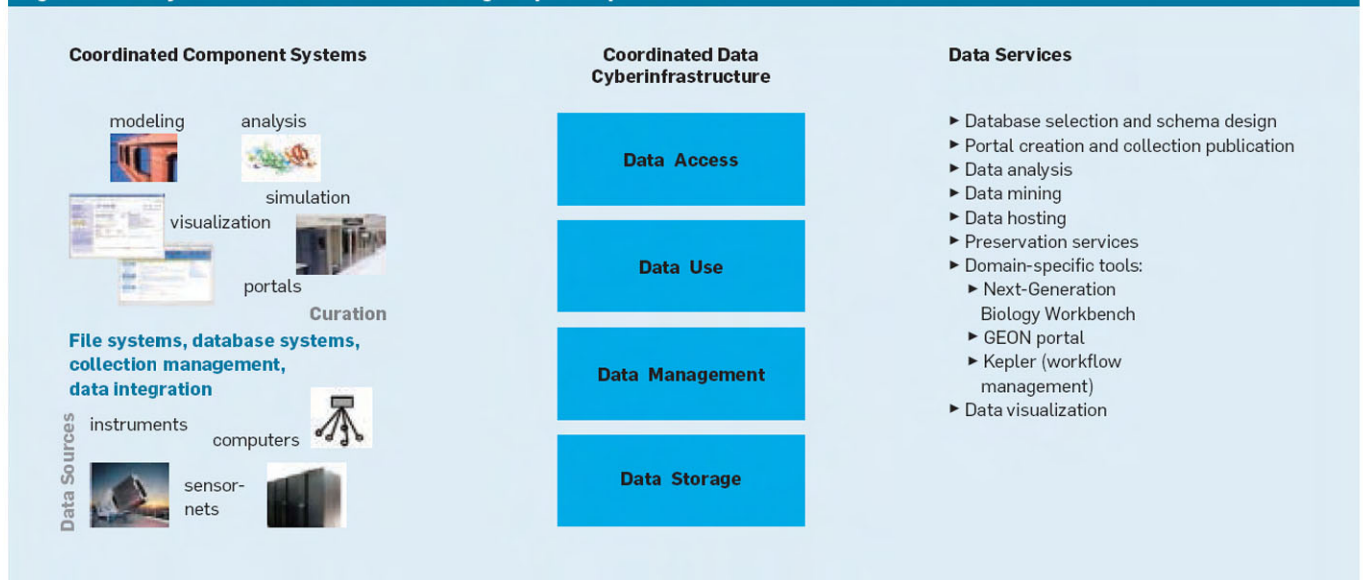 Coordinated Component Systems
modeling
analysis
simulation
visualization
portals
Curation
File systems, database systems,
collection management,
data integration
Data Sources
instruments
computers
sensor-
nets
Coordinated Data
Cyberinfrastructure
Data Access
Data Use
Data Management
Data Storage
Data Services
▶ Database selection and schema design
▶ Portal creation and collection publication
▶ Data analysis
▶ Data mining
▶ Data hosting
▶ Preservation services
▶ Domain-specific tools:
▶ Next-Generation
Biology Workbench
▶ GEON portal
▶ Kepler (workflow
management)
▶ Data visualization